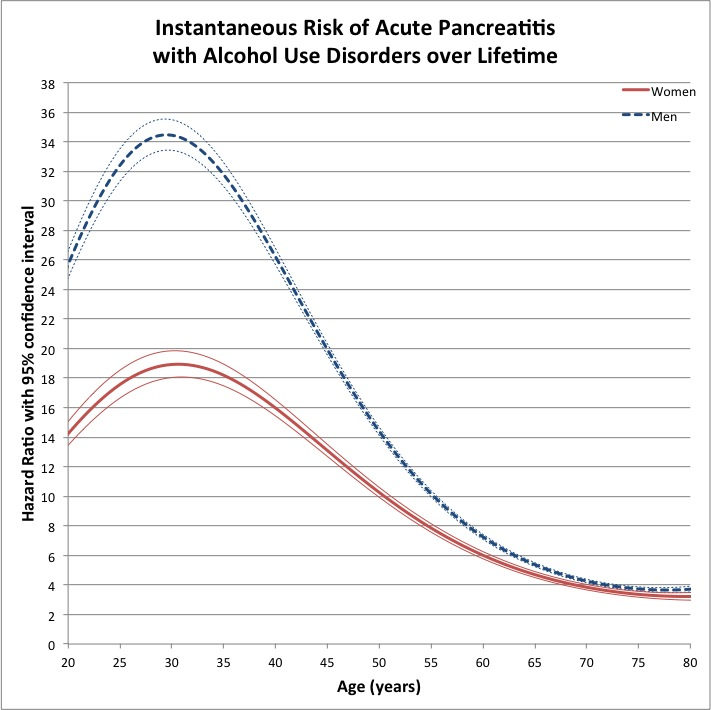 Instantaneous Risk of Acute Pancreatitis
with Alcohol Use Disorders over Lifetime
Hazard Ratio with 95% confidence interval
38
36
34
32
30
28
26
24
22
20
18
16
14
12
10
8
6
4
2
0
Women
Men
20 25 30 35 40 45 50 55 60 65 70 75 80
Age (years)